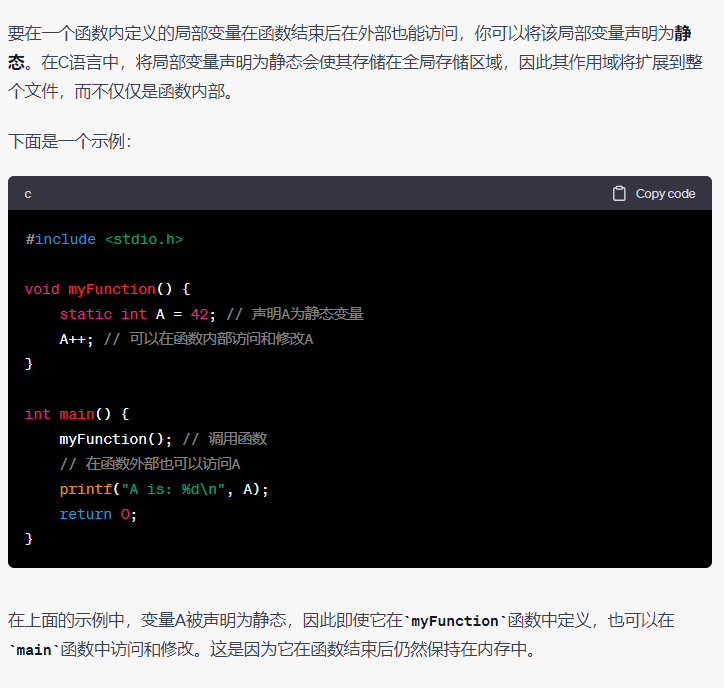 要在一个函数内定义的局部变量在函数结束后在外部也能访问，你可以将该局部变量声明为静
态。在C语言中，将局部变量声明为静态会使其存储在全局存储区域，因此其作用域将扩展到整
个文件，而不仅仅是函数内部。
下面是一个示例：
c Copy code
#include <stdio.h>
void myFunction() {
    static int A = 42; // 声明A为静态变量
    A++; // 可以在函数内部访问和修改A
}
int main() {
    myFunction(); // 调用函数
    // 在函数外部也可以访问A
    printf("A is: %d\n", A);
    return 0;
}
在上面的示例中，变量A被声明为静态，因此即使它在`myFunction`函数中定义，也可以在
`main`函数中访问和修改。这是因为它在函数结束后仍然保持在内存中。